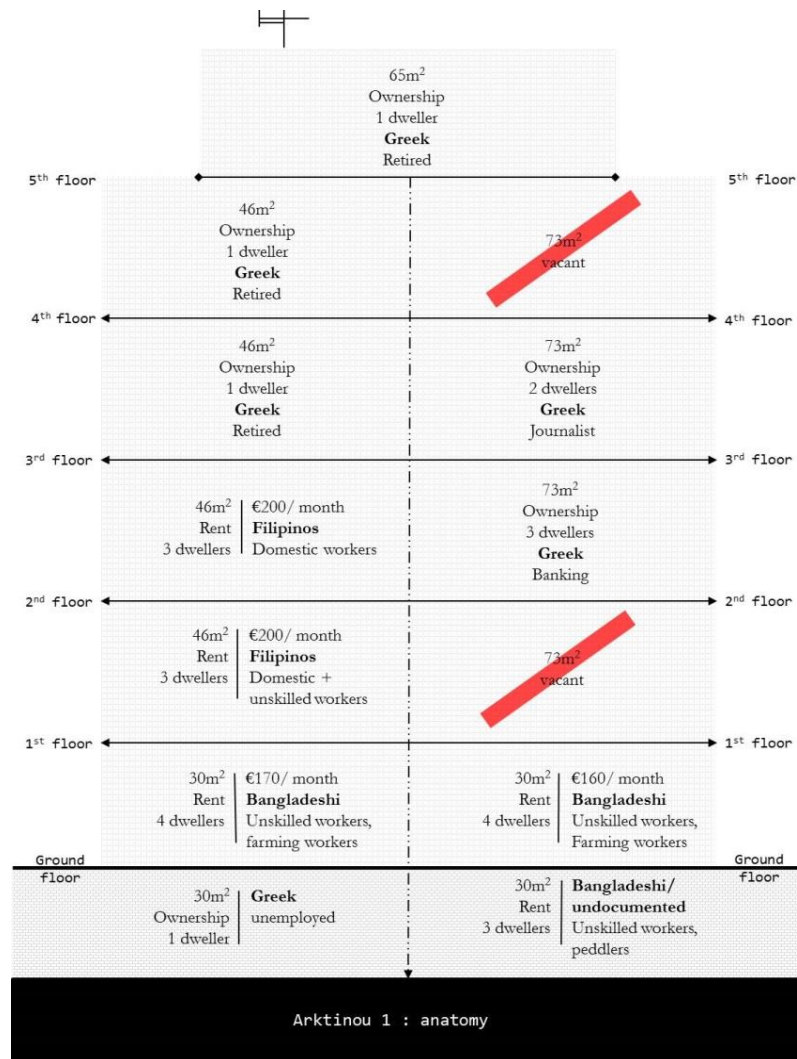 65m²
Ownership
1 dweller
Greek
Retired
5th floor
5th floor
46m²
Ownership
1 dweller
Greek
Retired
73m²
vacant
4th floor
4th floor
46m²
Ownership
1 dweller
Greek
Retired
73m²
Ownership
2 dwellers
Greek
Journalist
3rd floor
3rd floor
46m²
Rent
3 dwellers
€200/ month
Filipinos
Domestic workers
73m²
Ownership
3 dwellers
Greek
Banking
2nd floor
2nd floor
46m²
Rent
3 dwellers
€200/ month
Filipinos
Domestic +
unskilled workers
73m²
vacant
1st floor
1st floor
30m²
Rent
4 dwellers
€170/ month
Bangladeshi
Unskilled workers,
farming workers
30m²
Rent
4 dwellers
€160/ month
Bangladeshi
Unskilled workers,
Farming workers
Ground
floor
Ground
floor
30m²
Ownership
1 dweller
Greek
unemployed
30m²
Rent
3 dwellers
Bangladeshi/
undocumented
Unskilled workers,
peddlers
Arktinou 1 : anatomy